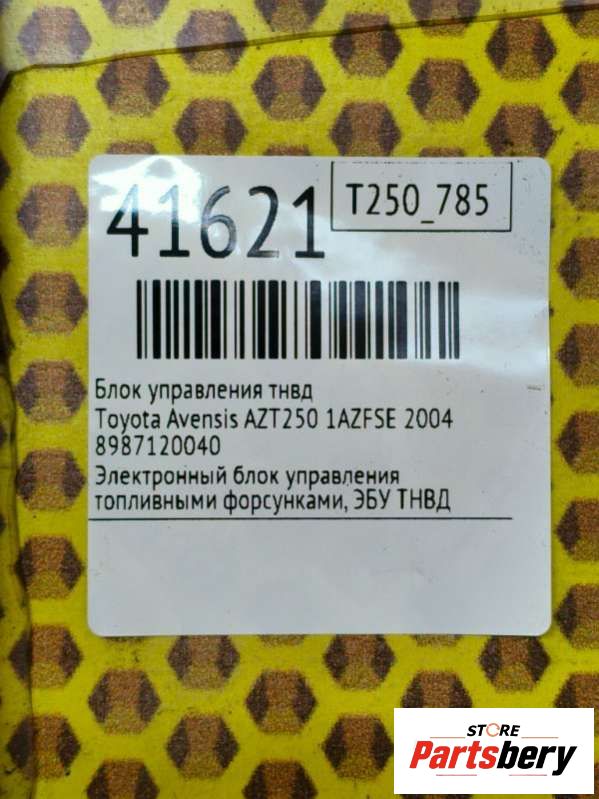 41621
T250_785
Блок управления тнвд
Toyota Avensis AZT250 1AZFSE 2004
8987120040
Электронный блок управления
топливными форсунками, ЭБУ ТНВД
STORE
Partsbery